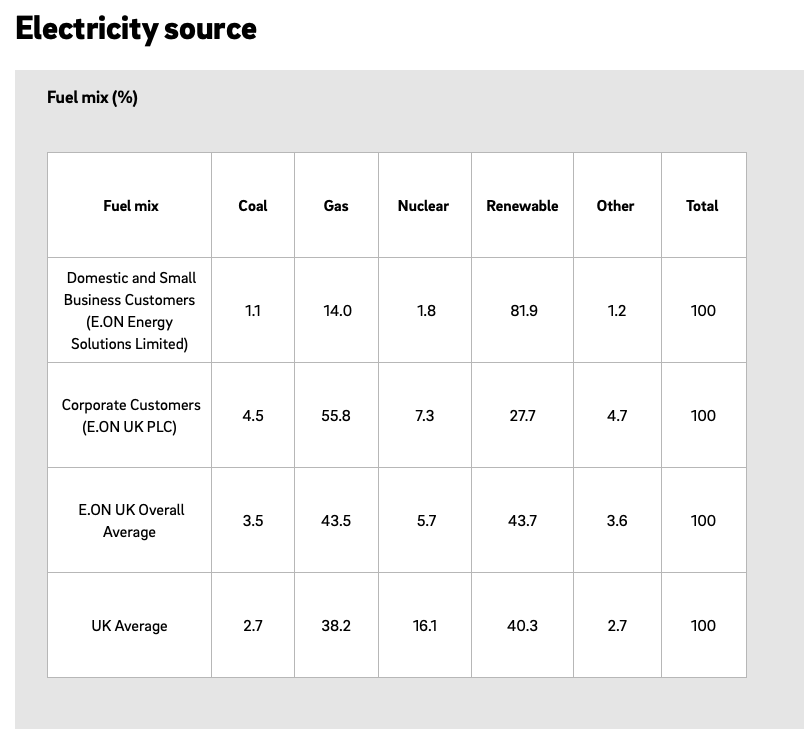 Electricity source
Fuel mix (%)
Fuel mix Coal Gas Nuclear Renewable Other Total
Domestic and Small
Business Customers
(E.ON Energy
Solutions Limited)
1.1 14.0 1.8 81.9 1.2 100
Corporate Customers
(E.ON UK PLC)
4.5 55.8 7.3 27.7 4.7 100
E.ON UK Overall
Average
3.5 43.5 5.7 43.7 3.6 100
UK Average 2.7 38.2 16.1 40.3 2.7 100